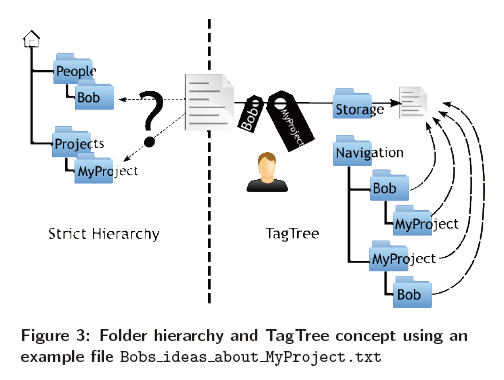 People
Bob
Projects
MyProject
Strict Hierarchy
?
Bob
MyProject
TagTree
Storage
Navigation
Bob
MyProject
MyProject
Bob
Figure 3: Folder hierarchy and TagTree concept using an
example file Bobs_ideas_about_MyProject.txt